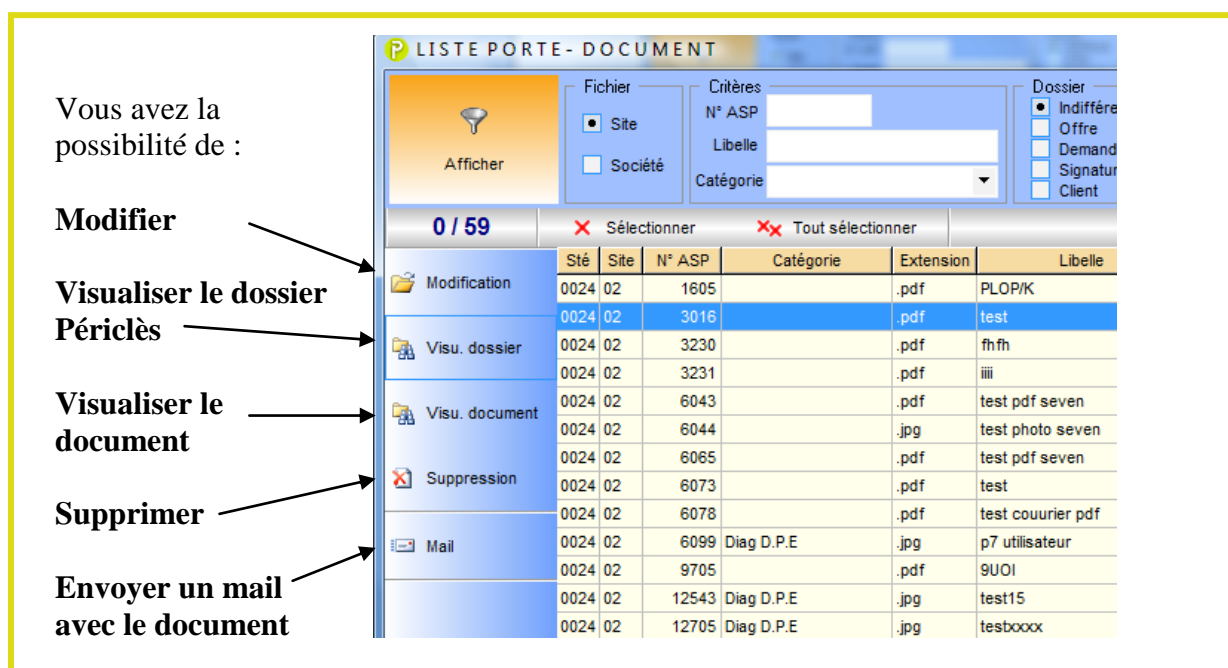 LISTE PORTE- DOCUMENT
Vous avez la
possibilité de :
Modifier
Visualiser le dossier
Périclès
Visualiser le
document
Supprimer
Envoyer un mail
avec le document
Afficher
Fichier
Site
Société
Critères
N° ASP
Libelle
Catégorie
Dossier
Indiffére
Offre
Demand
Signatur
Client
0 / 59
Sélectionner
Tout sélectionner
Modification
Visu. dossier
Visu. document
Suppression
Mail
Sté Site N° ASP Catégorie Extension Libelle
0024 02 1605 .pdf PLOP/K
0024 02 3016 .pdf test
0024 02 3230 .pdf fhfh
0024 02 3231 .pdf iiii
0024 02 6043 .pdf test pdf seven
0024 02 6044 .jpg test photo seven
0024 02 6065 .pdf test pdf seven
0024 02 6073 .pdf test
0024 02 6078 .pdf test couurier pdf
0024 02 6099 Diag D.P.E .jpg p7 utilisateur
0024 02 9705 .pdf 9UOI
0024 02 12543 Diag D.P.E .jpg test15
0024 02 12705 Diag D.P.E .jpg testxxxx